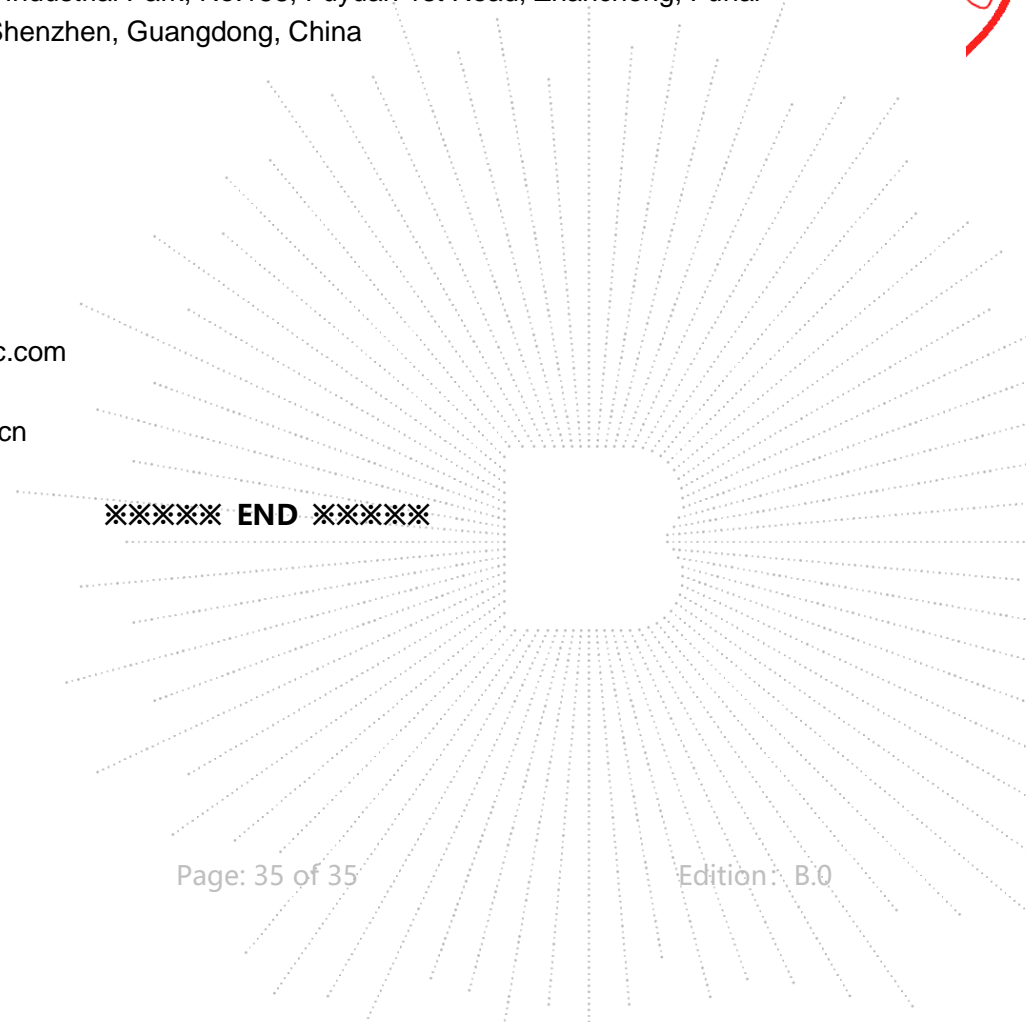 Shenzhen, Guangdong, China
c.com
cn
※※※※※ END ※※※※※
Page: 35 of 35
Edition: B.0